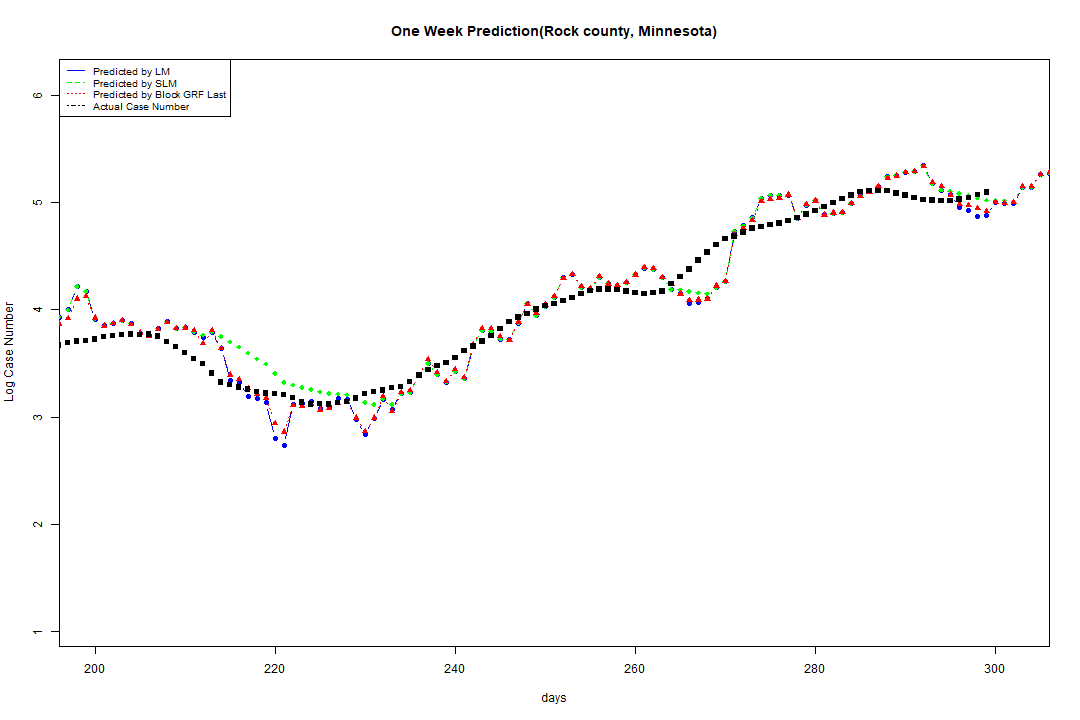 One Week Prediction(Rock county, Minnesota)
Predicted by LM
Predicted by SLM
Predicted by Block GRF Last
Actual Case Number
6
5
4
3
2
1
Log Case Number
200 220 240 260 280 300
days